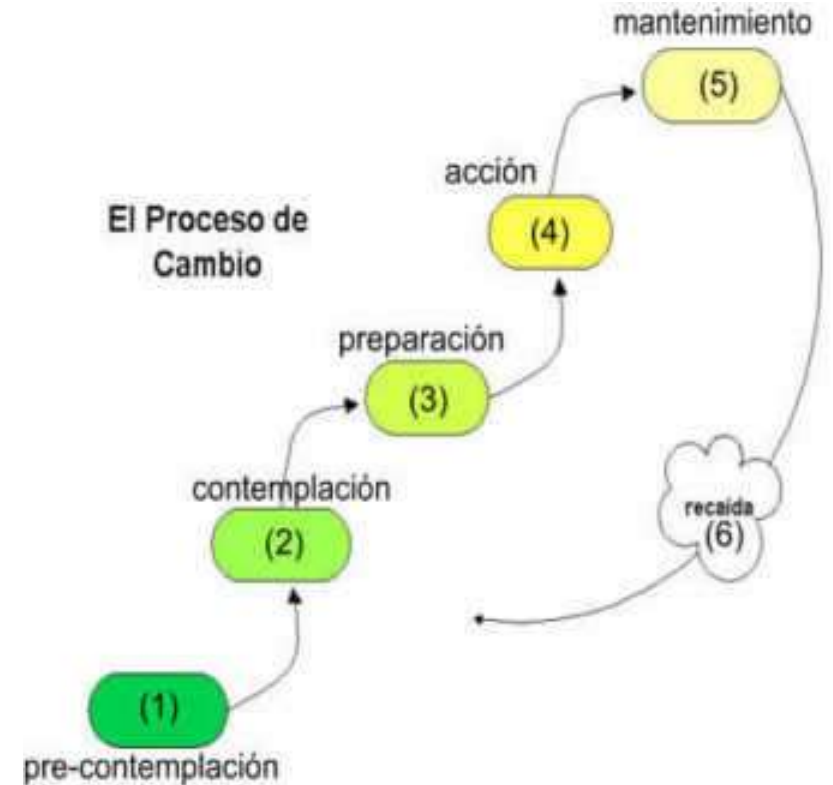 mantenimiento
(5)
acción
(4)
El Proceso de
Cambio
preparación
(3)
contemplación
(2)
recaída
(6)
(1)
pre-contemplación